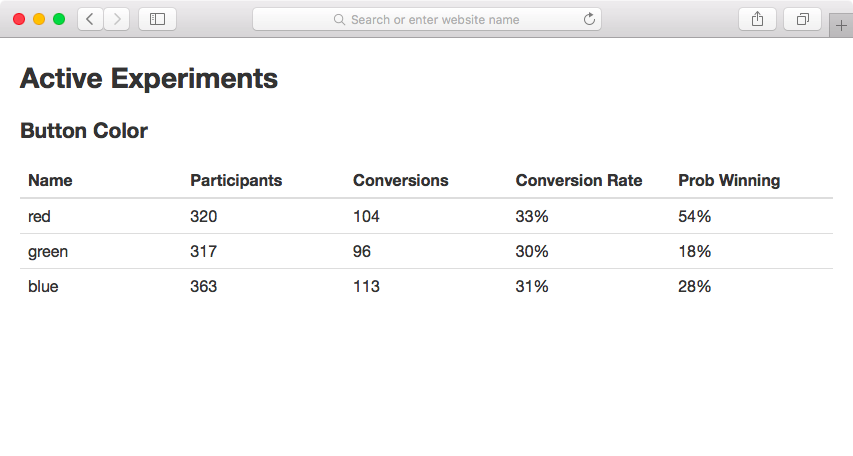 Search or enter website name
Active Experiments
Button Color
Name Participants Conversions Conversion Rate Prob Winning
red 320 104 33% 54%
green 317 96 30% 18%
blue 363 113 31% 28%